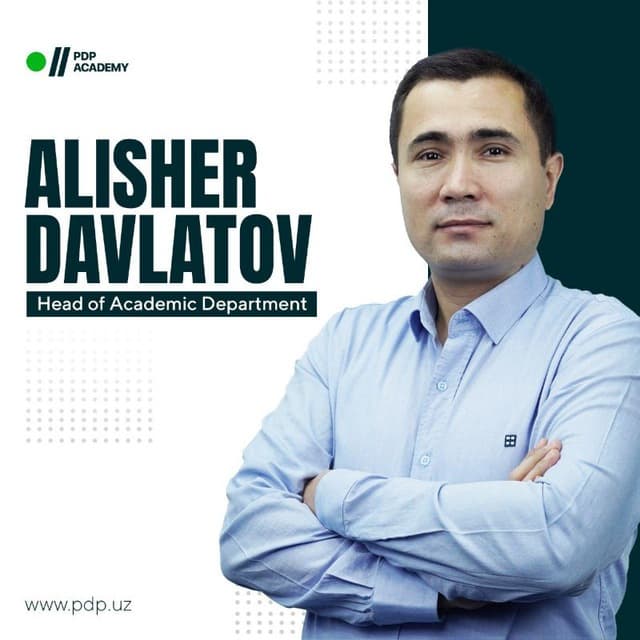 PDP
ACADEMY
ALISHER
DAVLATOV
Head of Academic Department
www.pdp.uz